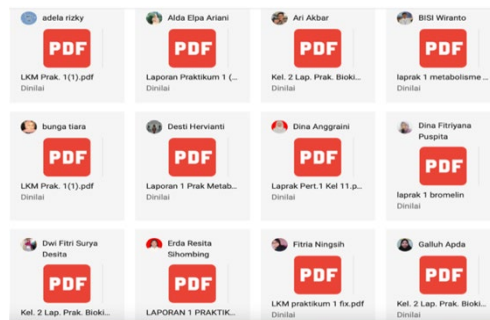 adela rizky
PDF
LKM Prak. 1(1).pdf
Dinilai
Alda Elpa Ariani
PDF
Laporan Praktikum 1 (...
Dinilai
Ari Akbar
PDF
Kel. 2 Lap. Prak. Bioki...
Dinilai
BISI Wiranto
PDF
laprak 1 metabolisme ...
Dinilai
bunga tiara
PDF
LKM Prak. 1(1).pdf
Dinilai
Desti Hervianti
PDF
Laporan 1 Prak Metab...
Dinilai
Dina Anggraini
PDF
Laprak Pert.1 Kel 11.p...
Dinilai
Dina Fitriyana
Puspita
PDF
laprak 1 bromelin
Dinilai
Dwi Fitri Surya
Desita
PDF
Kel. 2 Lap. Prak. Bioki...
Dinilai
Erda Resita
Sihombing
PDF
LAPORAN 1 PRAKTIK...
Dinilai
Fitria Ningsih
PDF
LKM praktikum 1 fix.pdf
Dinilai
Galluh Apda
PDF
Kel. 2 Lap. Prak. Bioki...
Dinilai